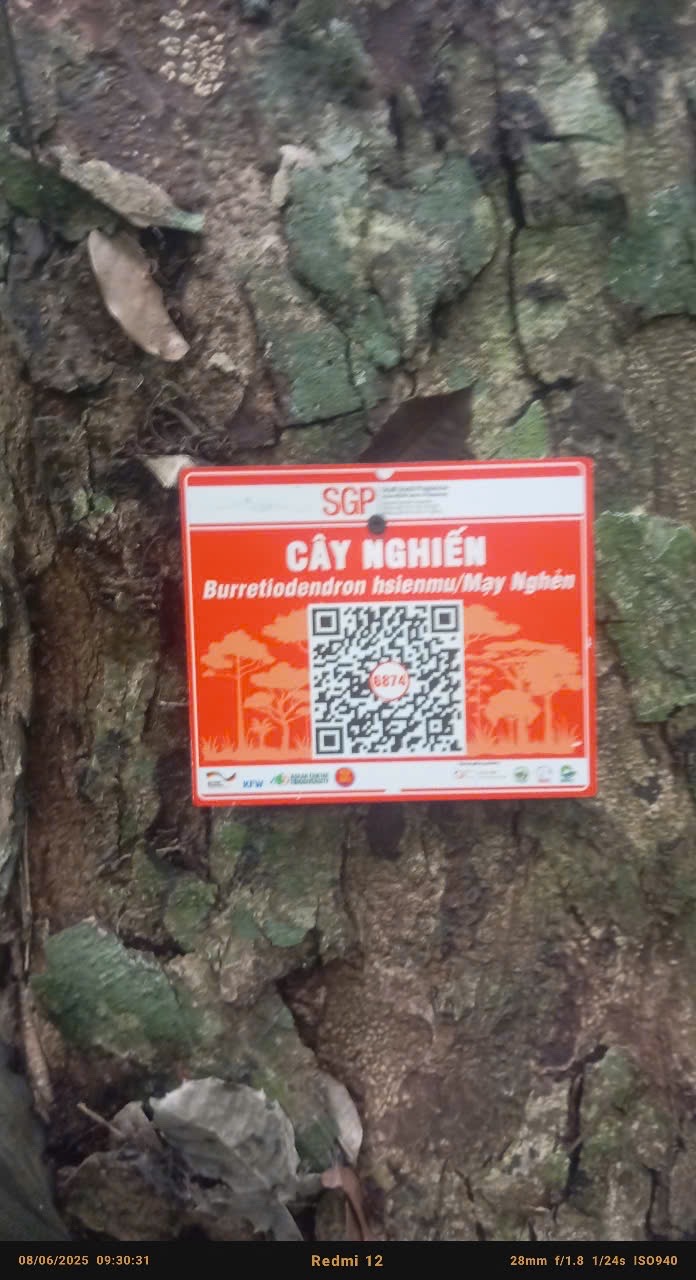 SGP
CÂY NGHIẾN
Burretiodendron hsienmu/Mạy Nghẻn
6874
KFW
08/06/2025 09:30:31
Redmi 12
28mm f/1.8 1/24s ISO940